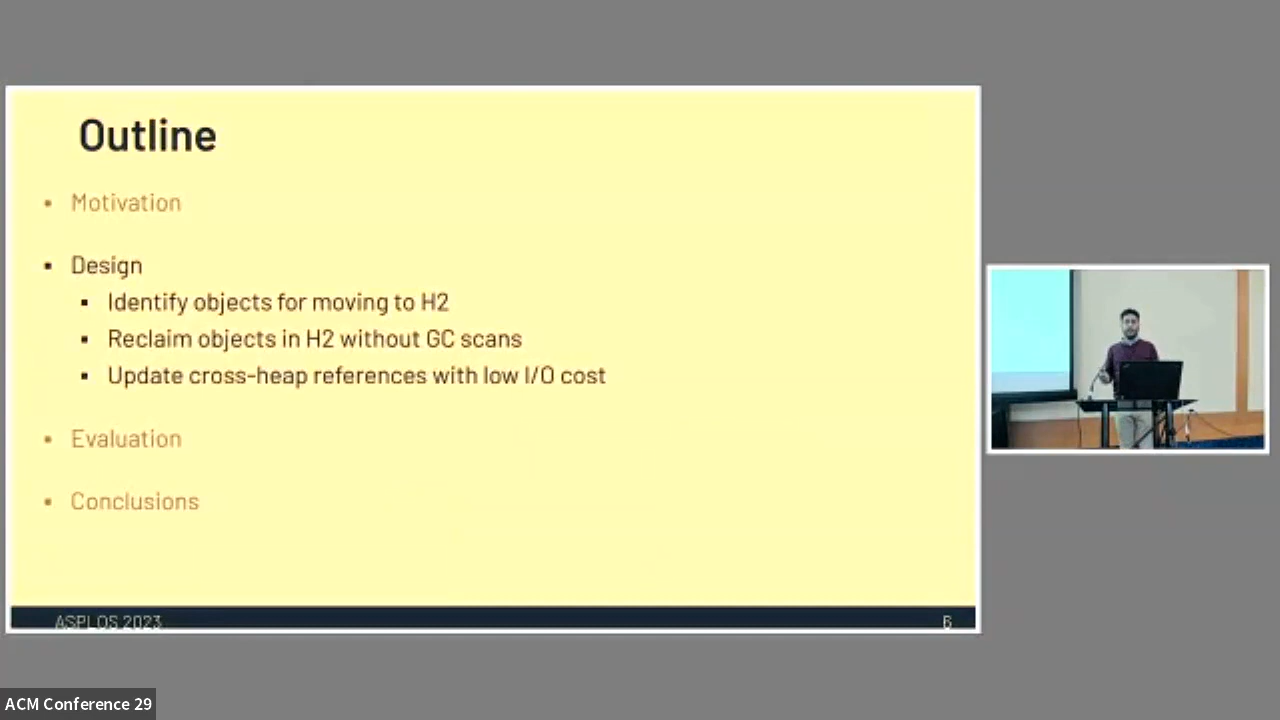 Outline
▪ Motivation
▪ Design
▪ Identify objects for moving to H2
▪ Reclaim objects in H2 without GC scans
▪ Update cross-heap references with low I/O cost
▪ Evaluation
▪ Conclusions
ASPLOS 2023
6
ACM Conference 29